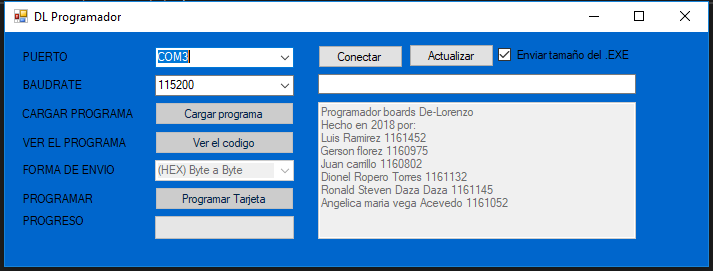 DL Programador
PUERTO
COM3
Conectar
Actualizar
Enviar tamaño del .EXE
BAUDRATE
115200
CARGAR PROGRAMA
Cargar programa
VER EL PROGRAMA
Ver el codigo
FORMA DE ENVIO
(HEX) Byte a Byte
PROGRAMAR
Programar Tarjeta
PROGRESO
Programador boards De-Lorenzo
Hecho en 2018 por:
Luis Ramirez 1161452
Gerson florez 1160975
Juan carrillo 1160802
Dionel Ropero Torres 1161132
Ronald Steven Daza Daza 1161145
Angelica maria vega Acevedo 1161052